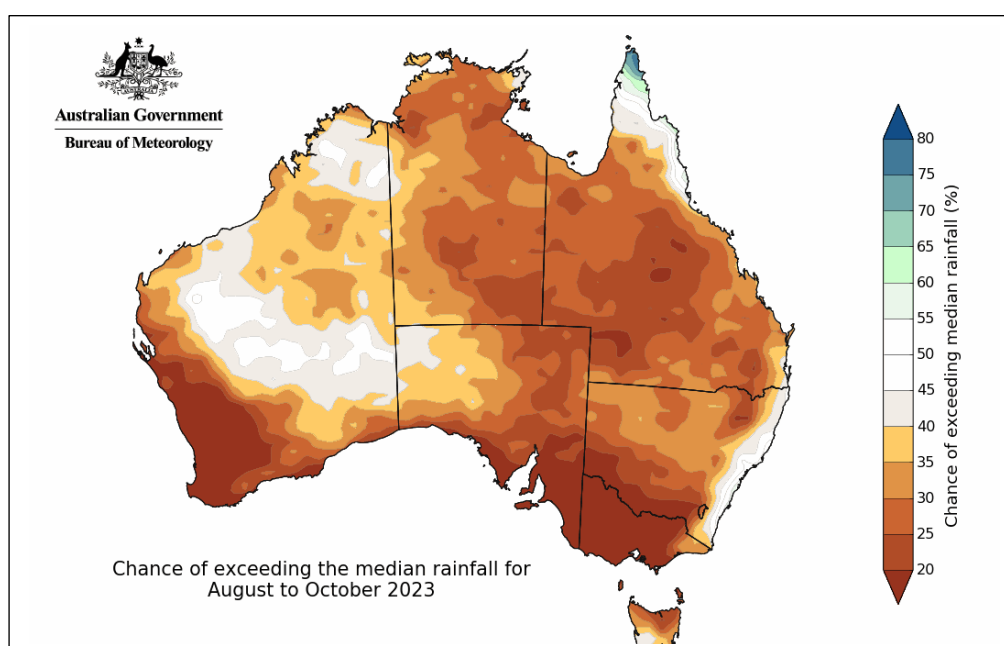 Australian Government
Bureau of Meteorology
80
75
70
65
60
55
50
45
40
35
30
25
20
Chance of exceeding median rainfall (%)
Chance of exceeding the median rainfall for
August to October 2023